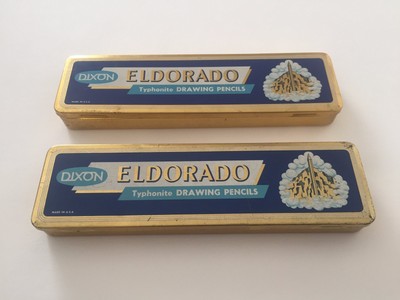 DIXON
ELDORADO
Typhonite DRAWING PENCILS
MADE IN U.S.A.
DIXON
ELDORADO
Typhonite DRAWING PENCILS
MADE IN U.S.A.